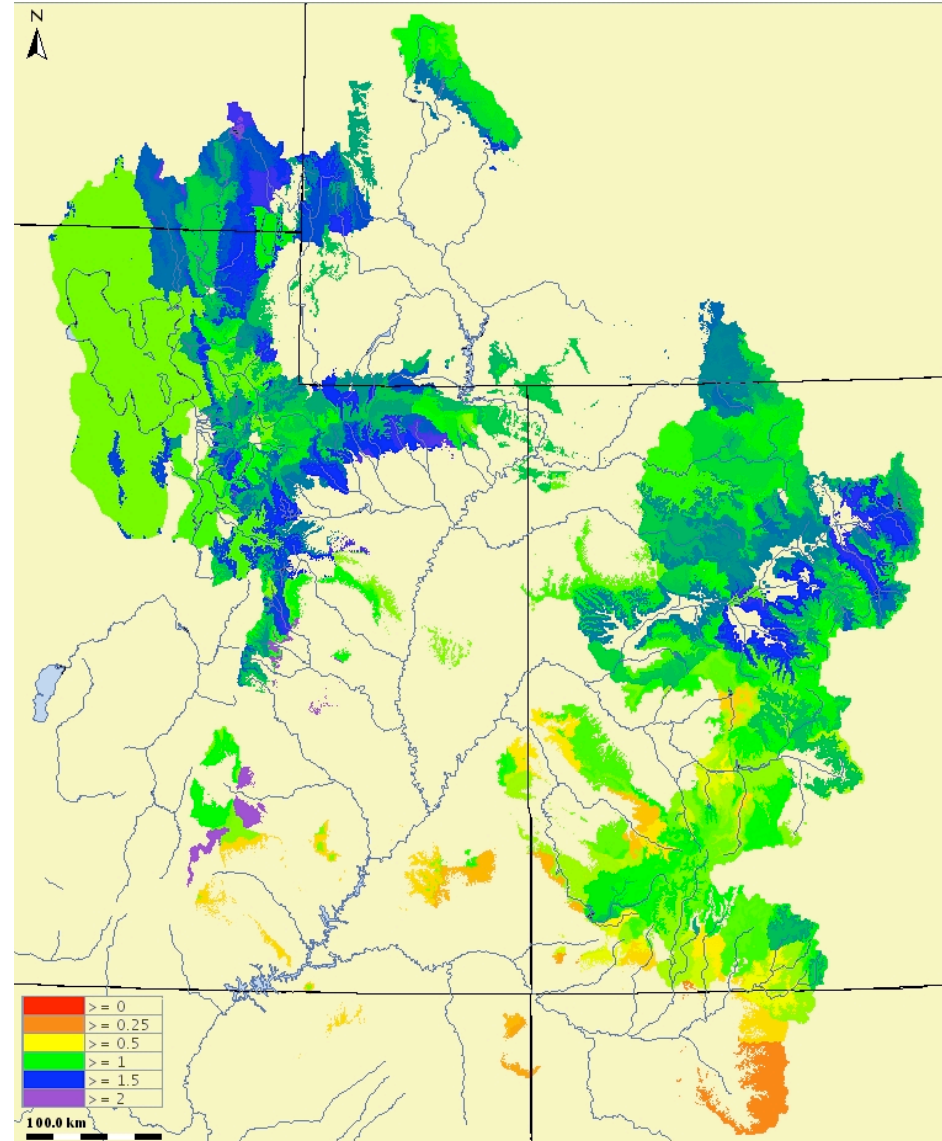 N
> = 0
> = 0.25
> = 0.5
> = 1
> = 1.5
> = 2
100.0 km